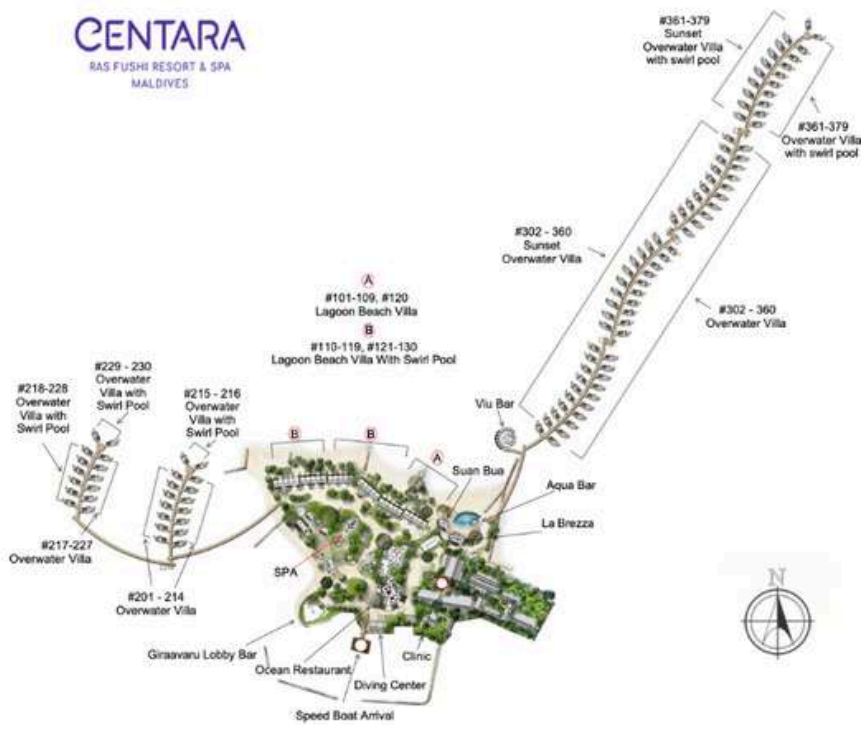 CENTARA
RAS FUSHI RESORT & SPA
MALDIVES
#361-379
Sunset
Overwater Villa
with swirl pool
#361-379
Overwater Villa
with swirl pool
#302 - 360
Sunset
Overwater Villa
#302 - 360
Overwater Villa
A
#101-109, #120
Lagoon Beach Villa
B
#110-119, #121-130
Lagoon Beach Villa With Swirl Pool
#229 - 230
Overwater
Villa with
Swirl Pool
#218-228
Overwater
Villa with
Swirl Pool
#215 - 216
Overwater
Villa with
Swirl Pool
Viu Bar
B
B
A
Suan Bua
Aqua Bar
La Brezza
#217-227
Overwater Villa
SPA
#201 - 214
Overwater Villa
N
Giraavaru Lobby Bar
Ocean Restaurant
Clinic
Diving Center
Speed Boat Arrival